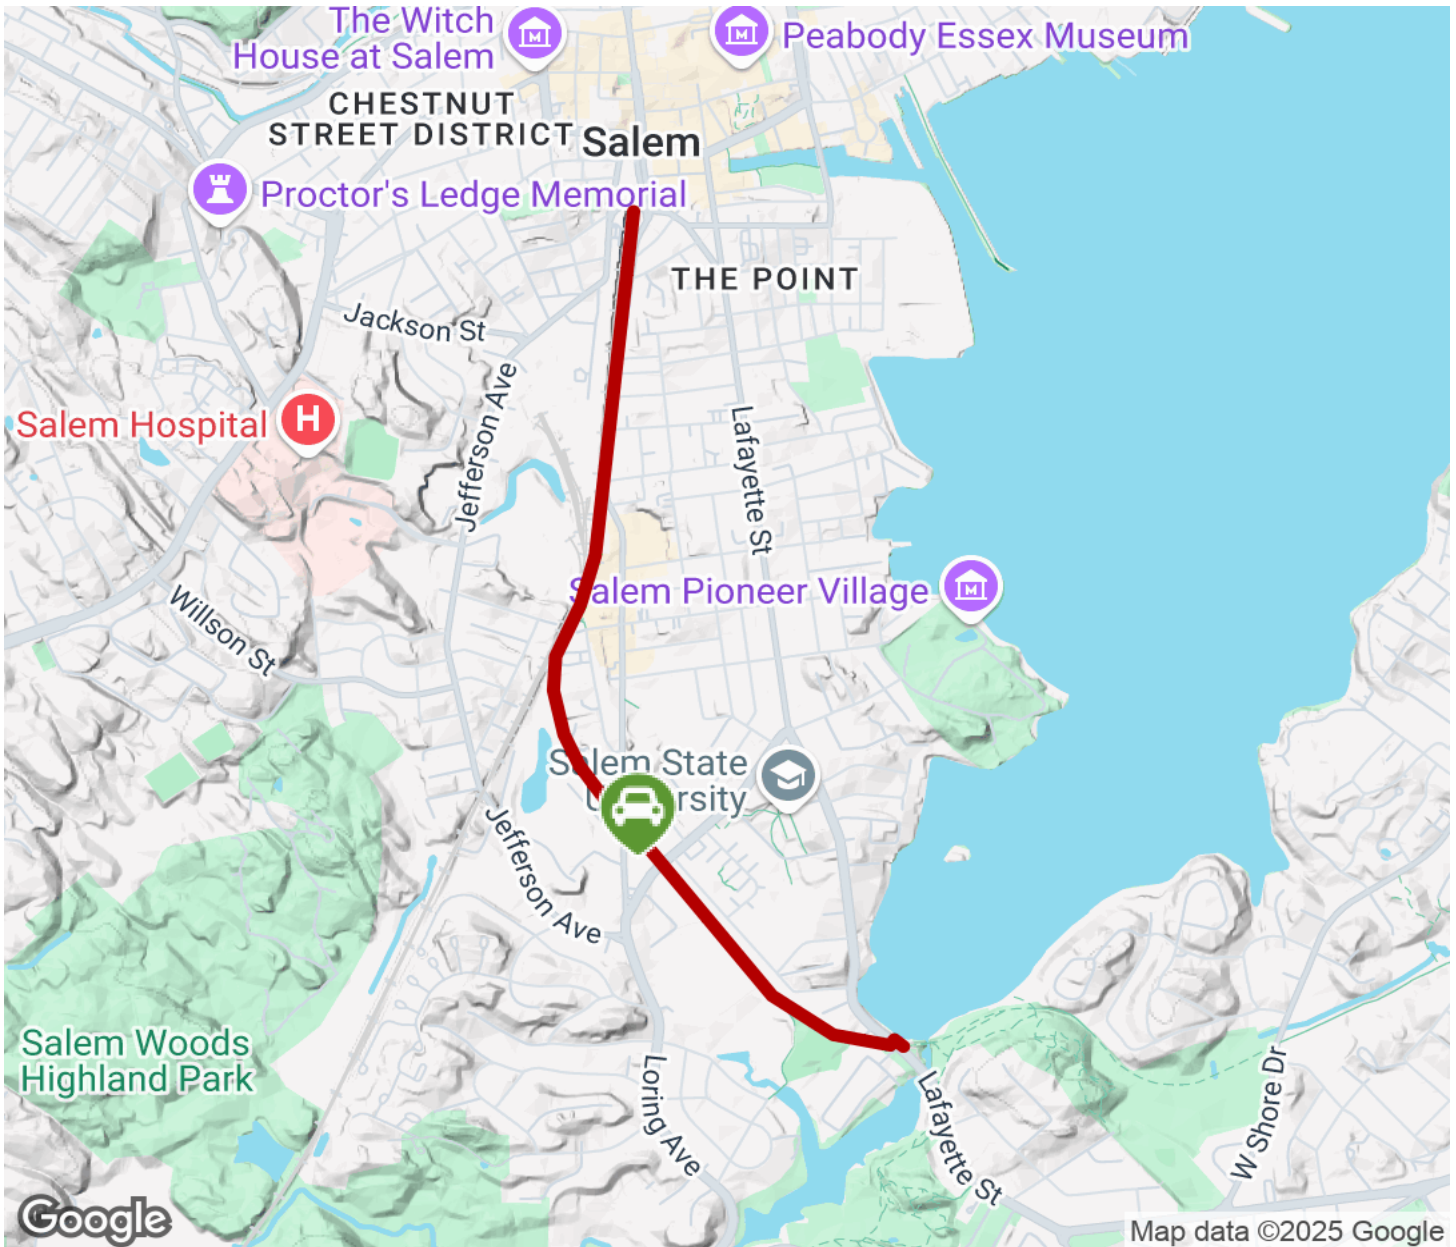 The Witch
House at Salem
Peabody Essex Museum
CHESTNUT
STREET DISTRICT
Salem
Proctor's Ledge Memorial
THE POINT
Jackson St
Jefferson Ave
Salem Hospital
H
Lafayette St
Salem Pioneer Village
Willson St
Salem State
University
Jefferson Ave
Salem Woods
Highland Park
Loring Ave
Lafayette St
W Shore Dr
Google
Map data ©2025 Google